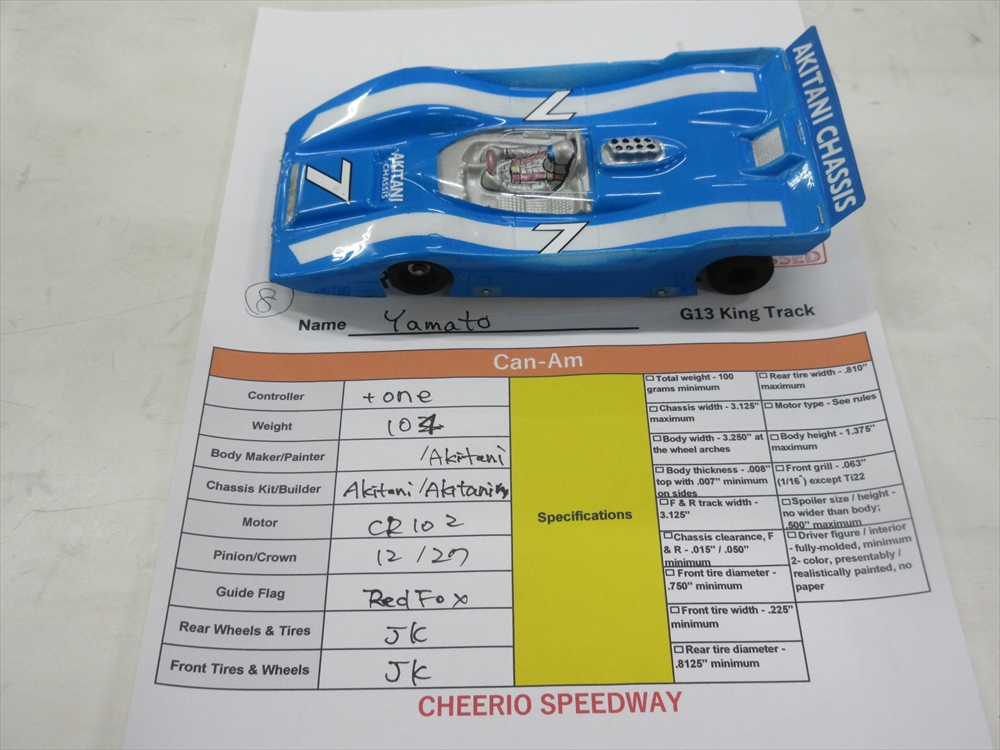 AKITANI CHASSIS
7
7
7
AKITANI
CHASSIS
SSED
8
Name Yamato
G13 King Track
Can-Am
Controller + one
Weight
Body Maker/Painter /Akitani
Chassis Kit/Builder Akitani/Akitani
Motor CR102
Pinion/Crown 12/27
Guide Flag Red Fox
Rear Wheels & Tires JK
Front Tires & Wheels JK
Specifications
Total weight - 100
grams minimum
Chassis width - 3.125"
maximum
Body width - 3.250" at
the wheel arches
Body thickness - .008"
top with .007" minimum
on sides
F & R track width -
3.125"
Chassis clearance, F
& R - .015" / .050"
minimum
Front tire diameter -
.750" minimum
Front tire width - .225"
minimum
Rear tire diameter -
.8125" minimum
Rear tire width - .810"
maximum
Motor type - See rules
Body height - 1.375"
maximum
Front grill - .063"
(1/16") except Ti22
Spoiler size / height -
no wider than body;
.500" maximum
Driver figure / interior
- fully-molded, minimum
2- color, presentably /
realistically painted, no
paper
CHEERIO SPEEDWAY